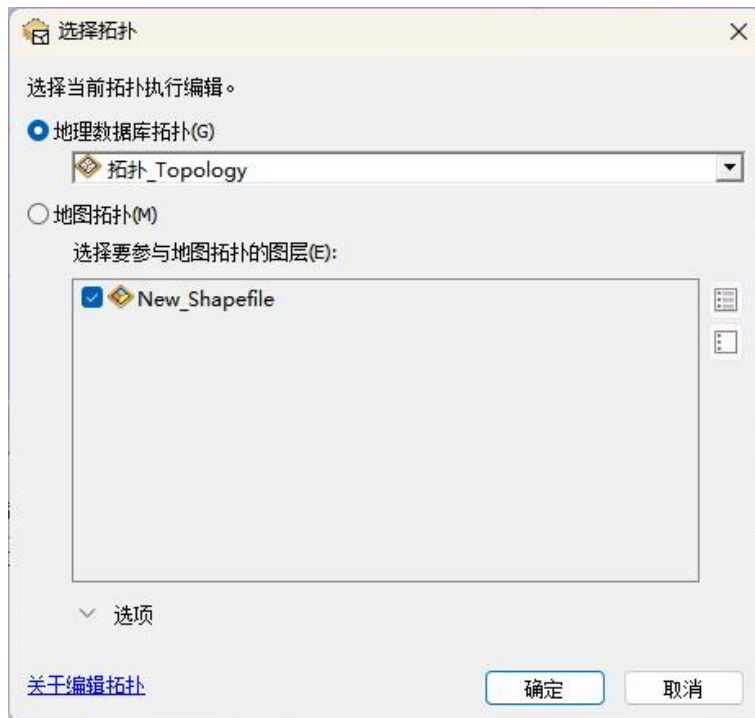 选择拓扑
选择当前拓扑执行编辑。
地理数据库拓扑(G)
拓扑_Topology
地图拓扑(M)
选择要参与地图拓扑的图层(E):
New_Shapefile
选项
关于编辑拓扑
确定
取消